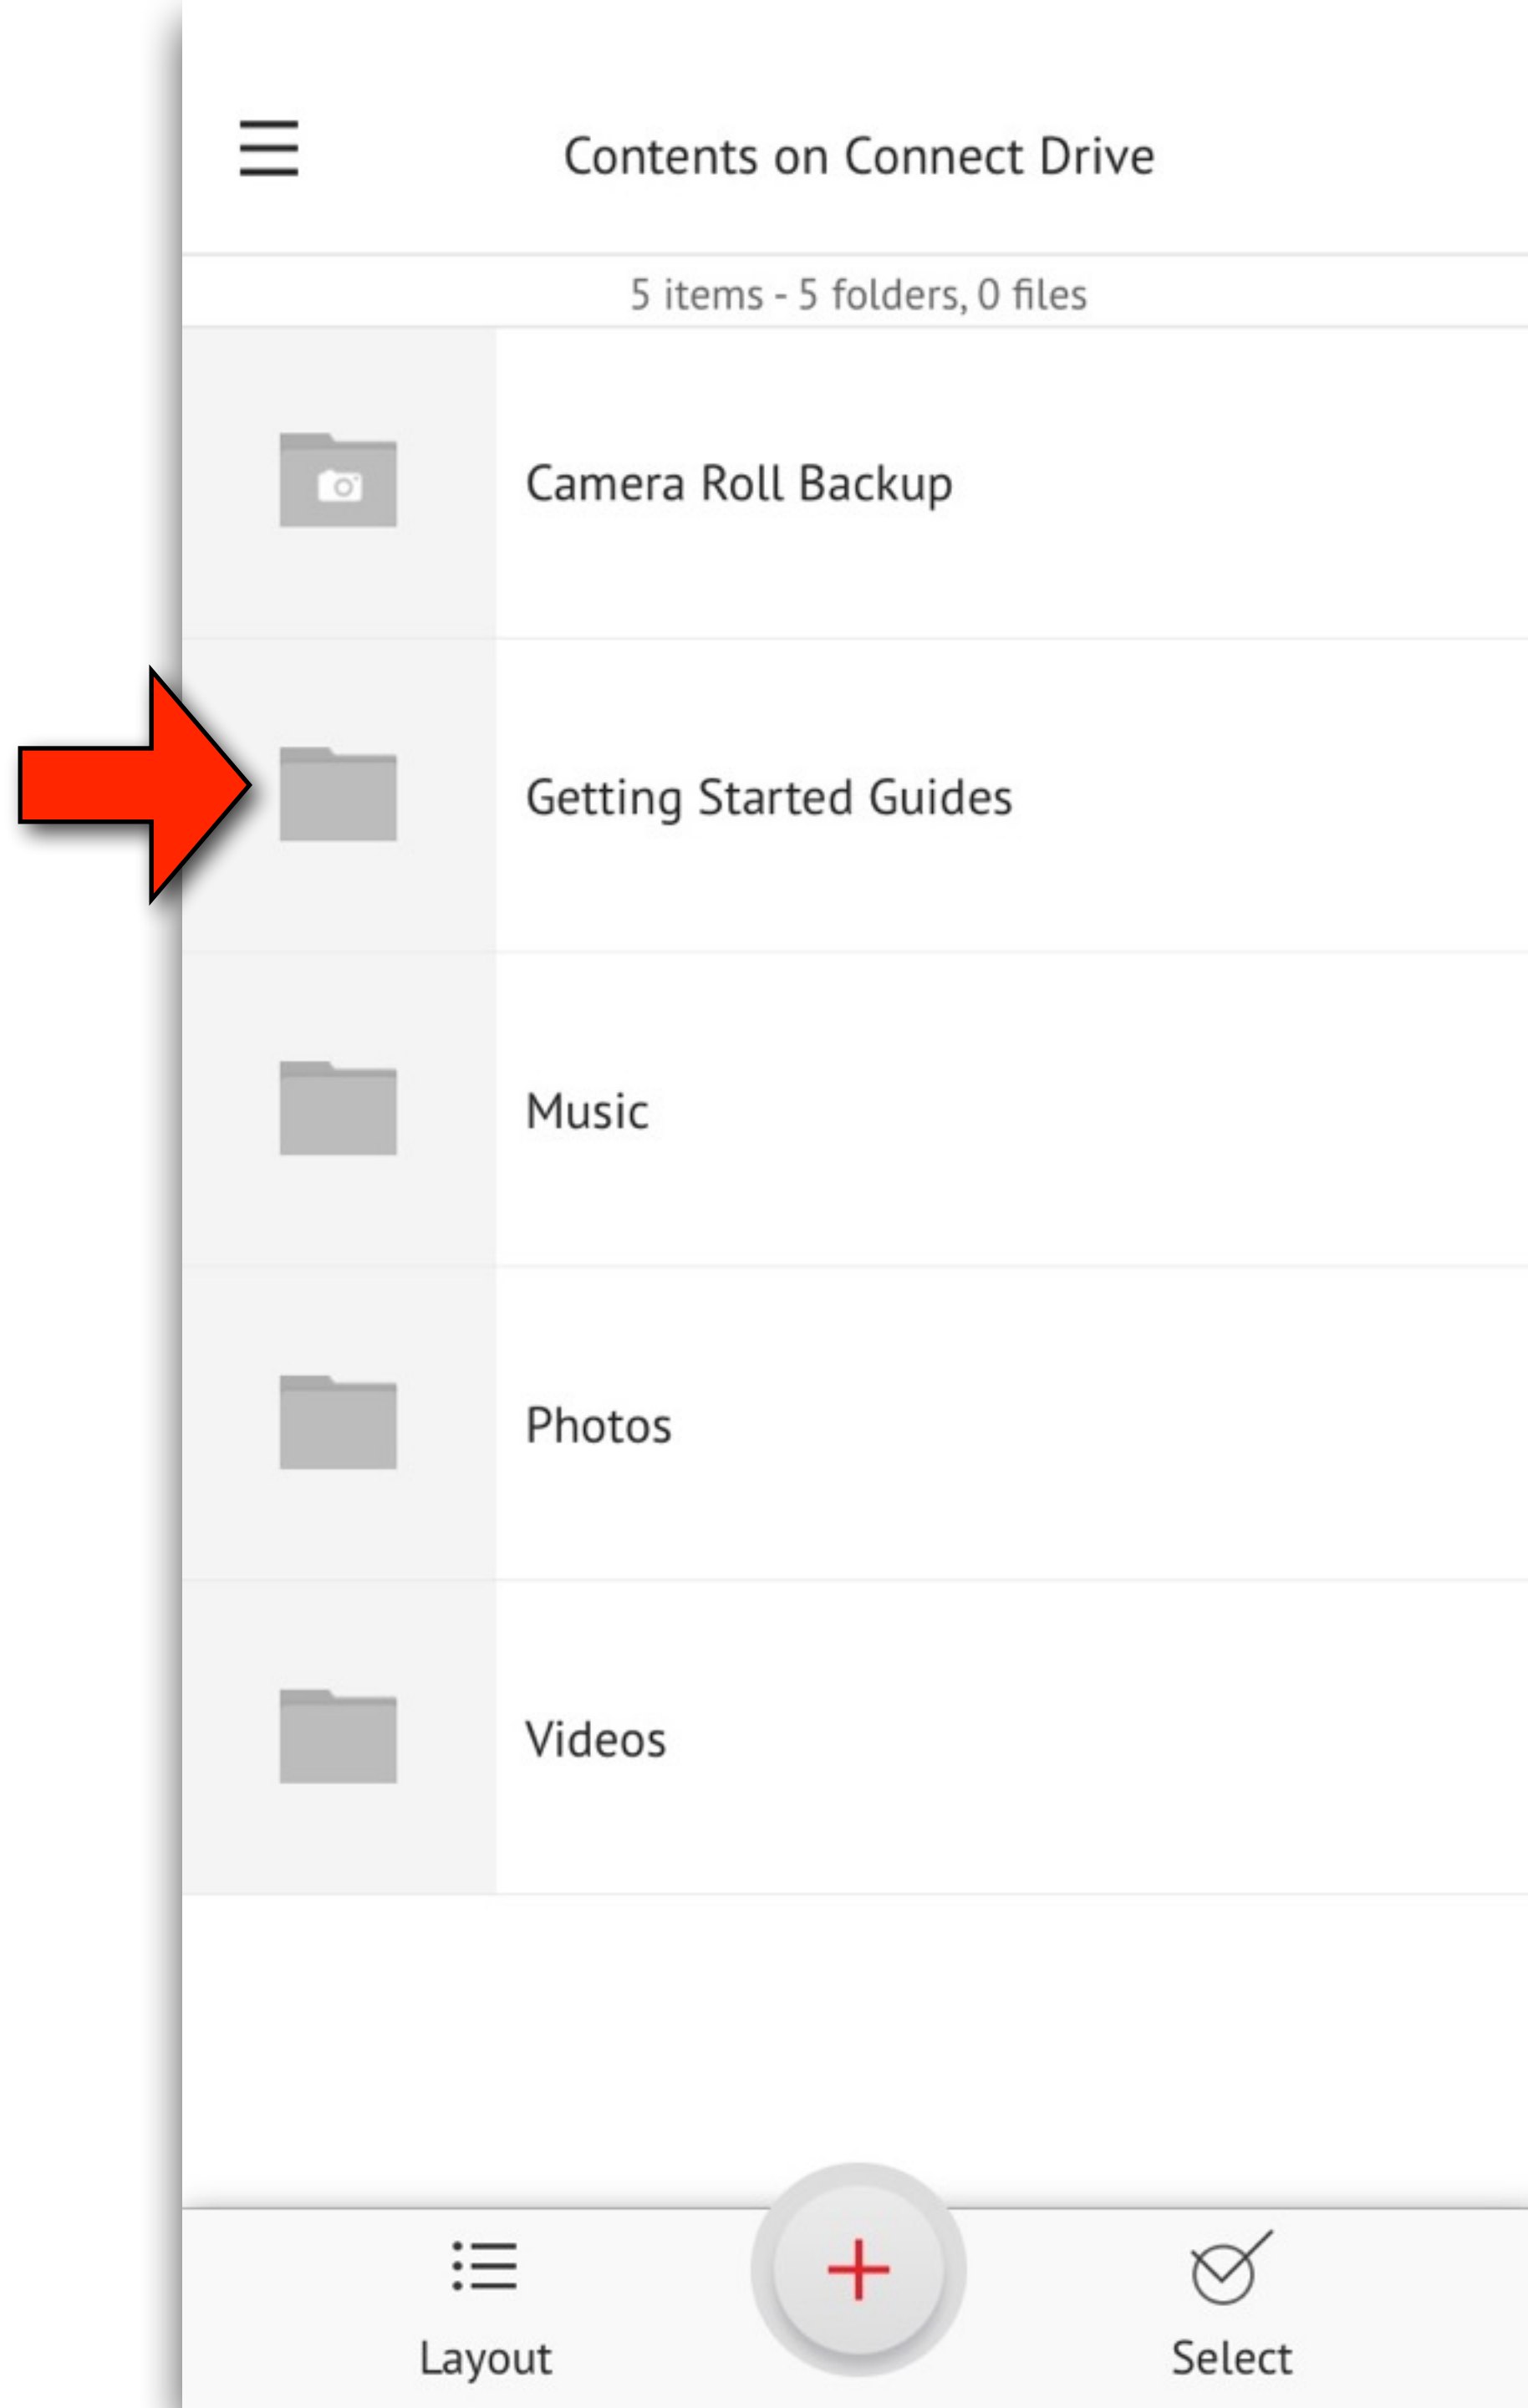 Contents on Connect Drive
5 items - 5 folders, 0 files
Camera Roll Backup
Getting Started Guides
Music
Photos
Videos
Layout
Select